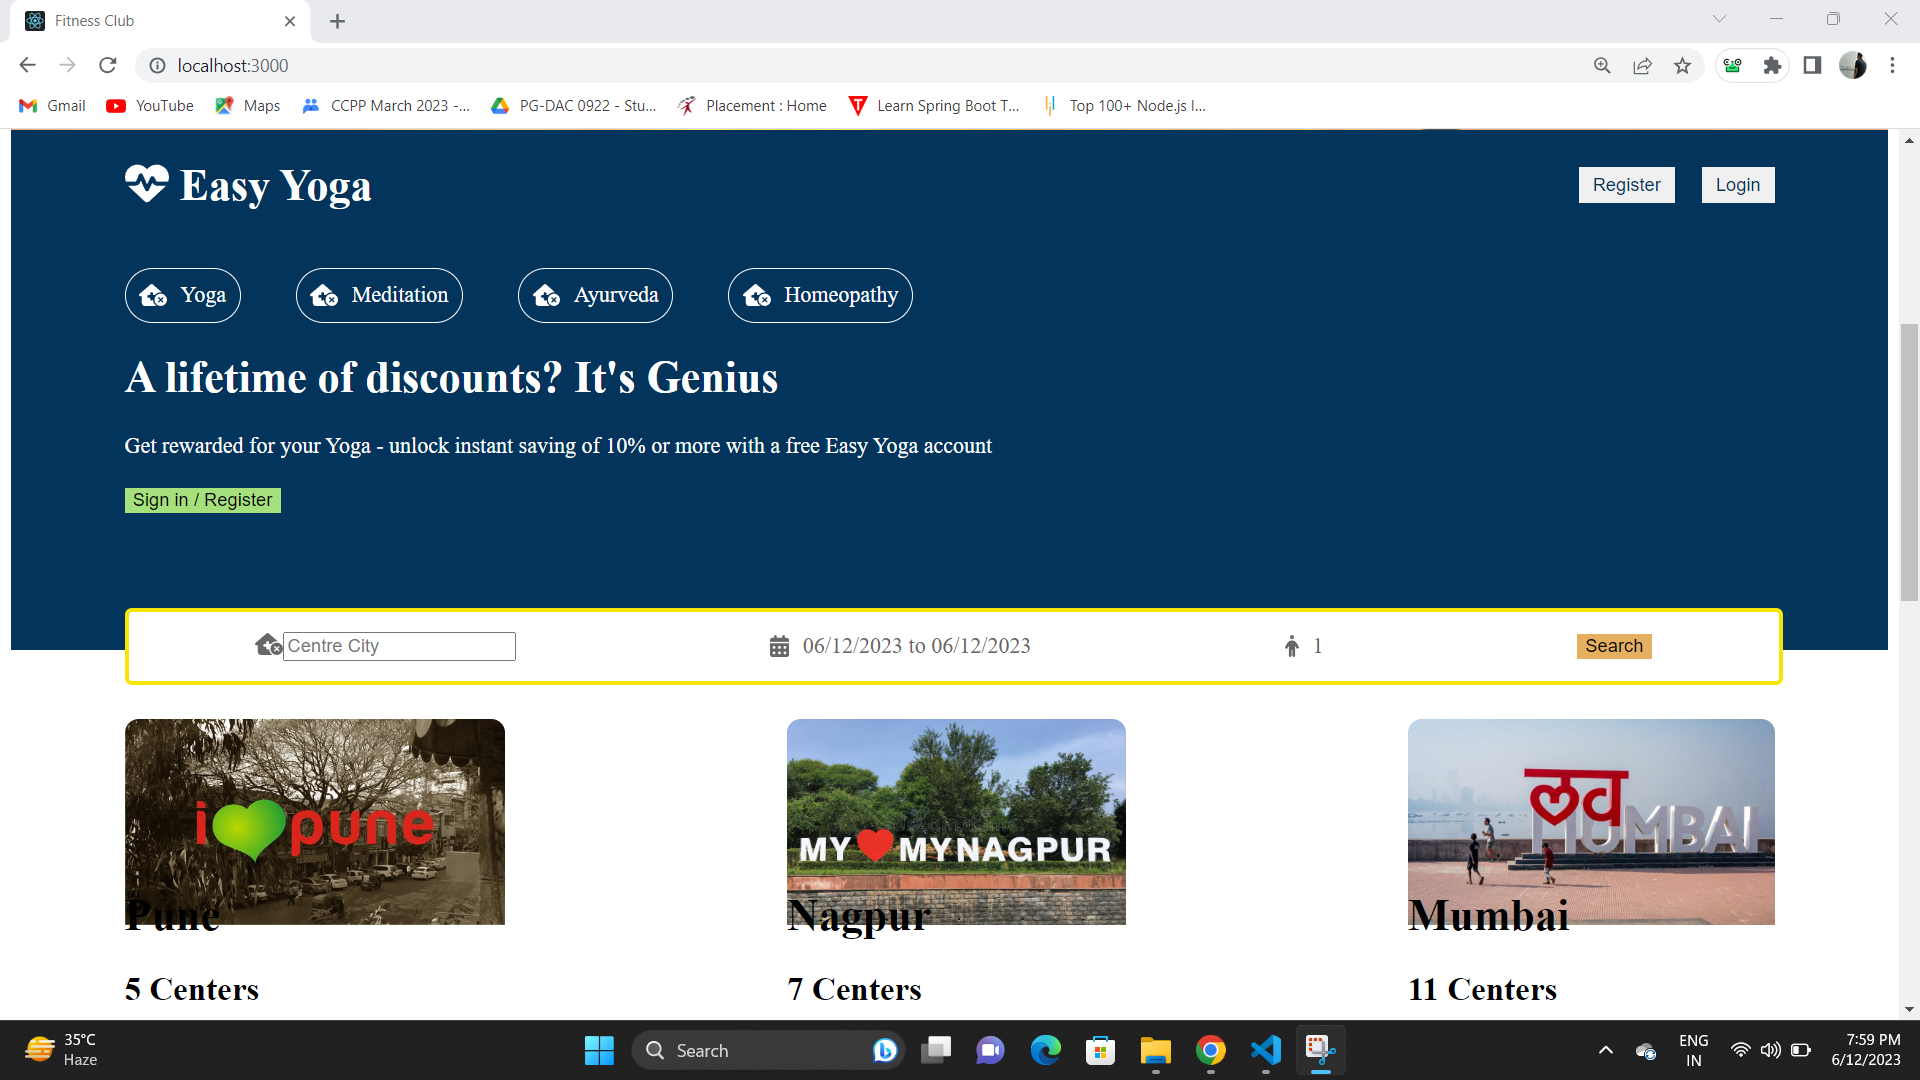 Fitness Club
localhost:3000
Gmail
YouTube
Maps
CCPP March 2023 -...
PG-DAC 0922 - Stu...
Placement : Home
Learn Spring Boot T...
Top 100+ Node.js I...
Easy Yoga
Register
Login
Yoga
Meditation
Ayurveda
Homeopathy
A lifetime of discounts? It's Genius
Get rewarded for your Yoga - unlock instant saving of 10% or more with a free Easy Yoga account
Sign in / Register
Centre City
06/12/2023 to 06/12/2023
1
Search
i pune
MY MYNAGPUR
लव
MUMBAI
Pune
Nagpur
Mumbai
5 Centers
7 Centers
11 Centers
35°C
Haze
Search
ENG
IN
7:59 PM
6/12/2023